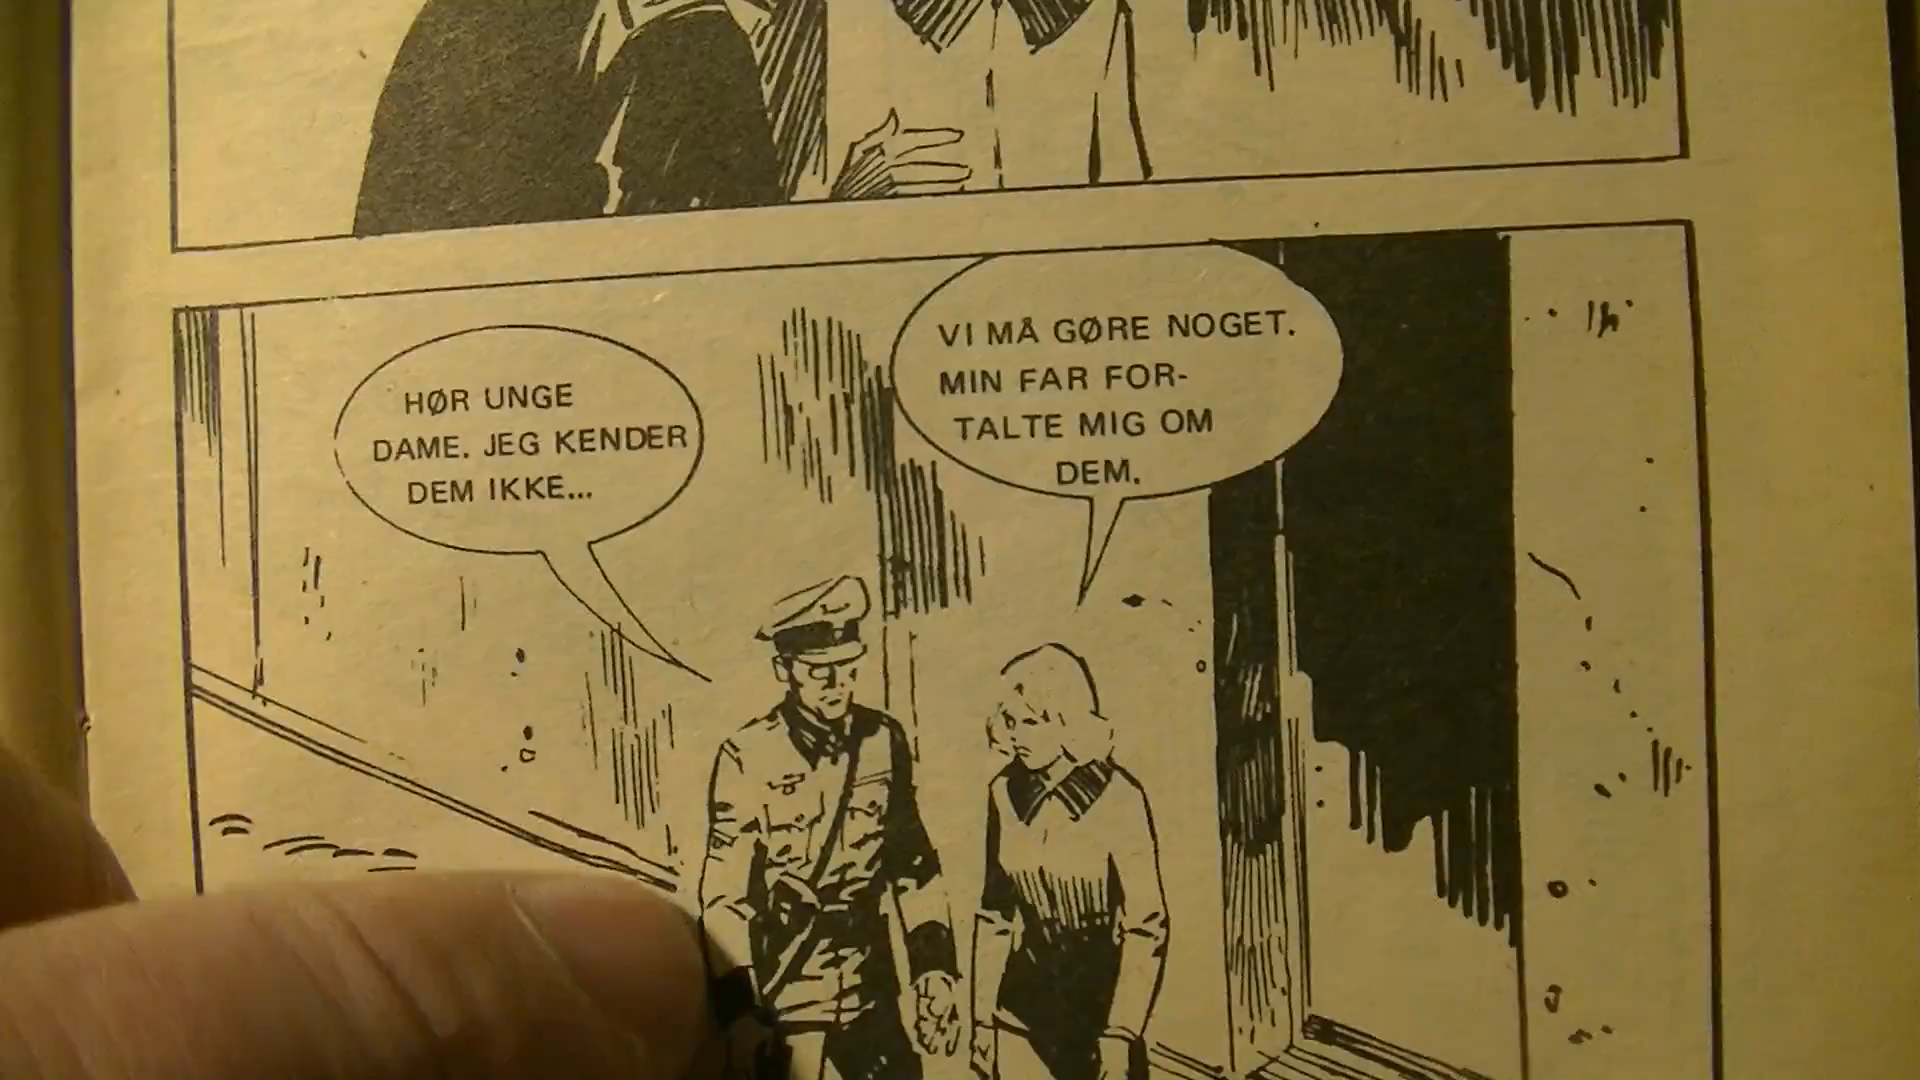 HØR UNGE
DAME. JEG KENDER
DEM IKKE...
VI MÅ GØRE NOGET.
MIN FAR FOR-
TALTE MIG OM
DEM.